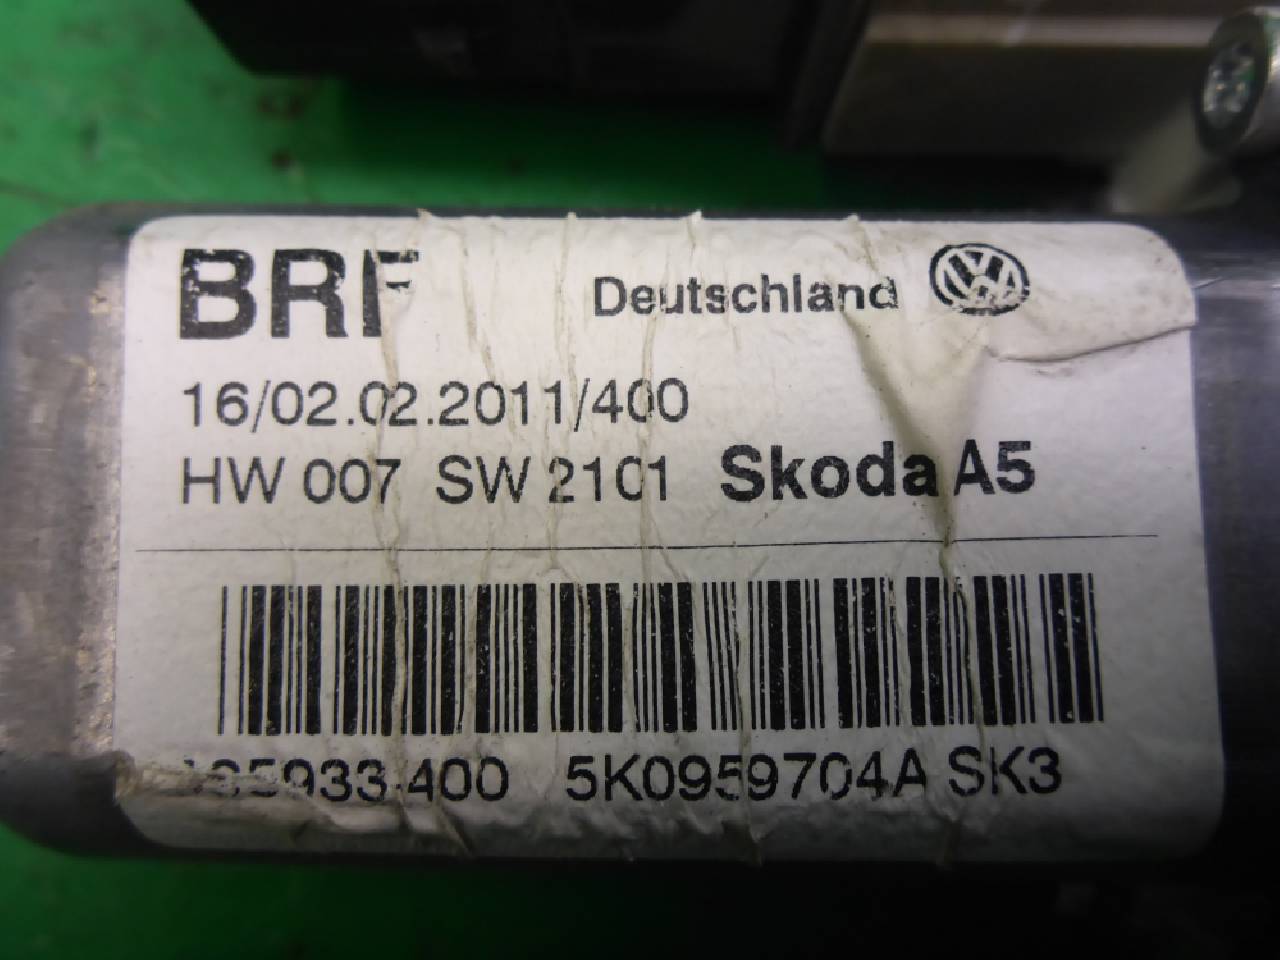 BRF Deutschland
16/02.02.2011/400
HW 007 SW 2101 Skoda A5
5K0959704A SK3